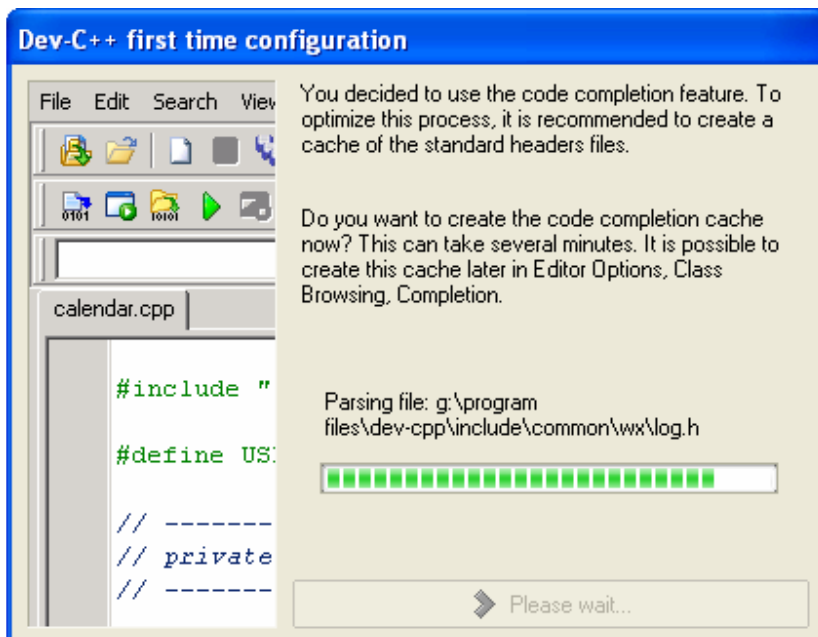 Dev-C++ first time configuration
File Edit Search View
0101 10101
calendar.cpp
#include "
#define US
// -------
// private
// -------
You decided to use the code completion feature. To
optimize this process, it is recommended to create a
cache of the standard headers files.
Do you want to create the code completion cache
now? This can take several minutes. It is possible to
create this cache later in Editor Options, Class
Browsing, Completion.
Parsing file: g:\program
files\dev-cpp\include\common\wx\log.h
Please wait...